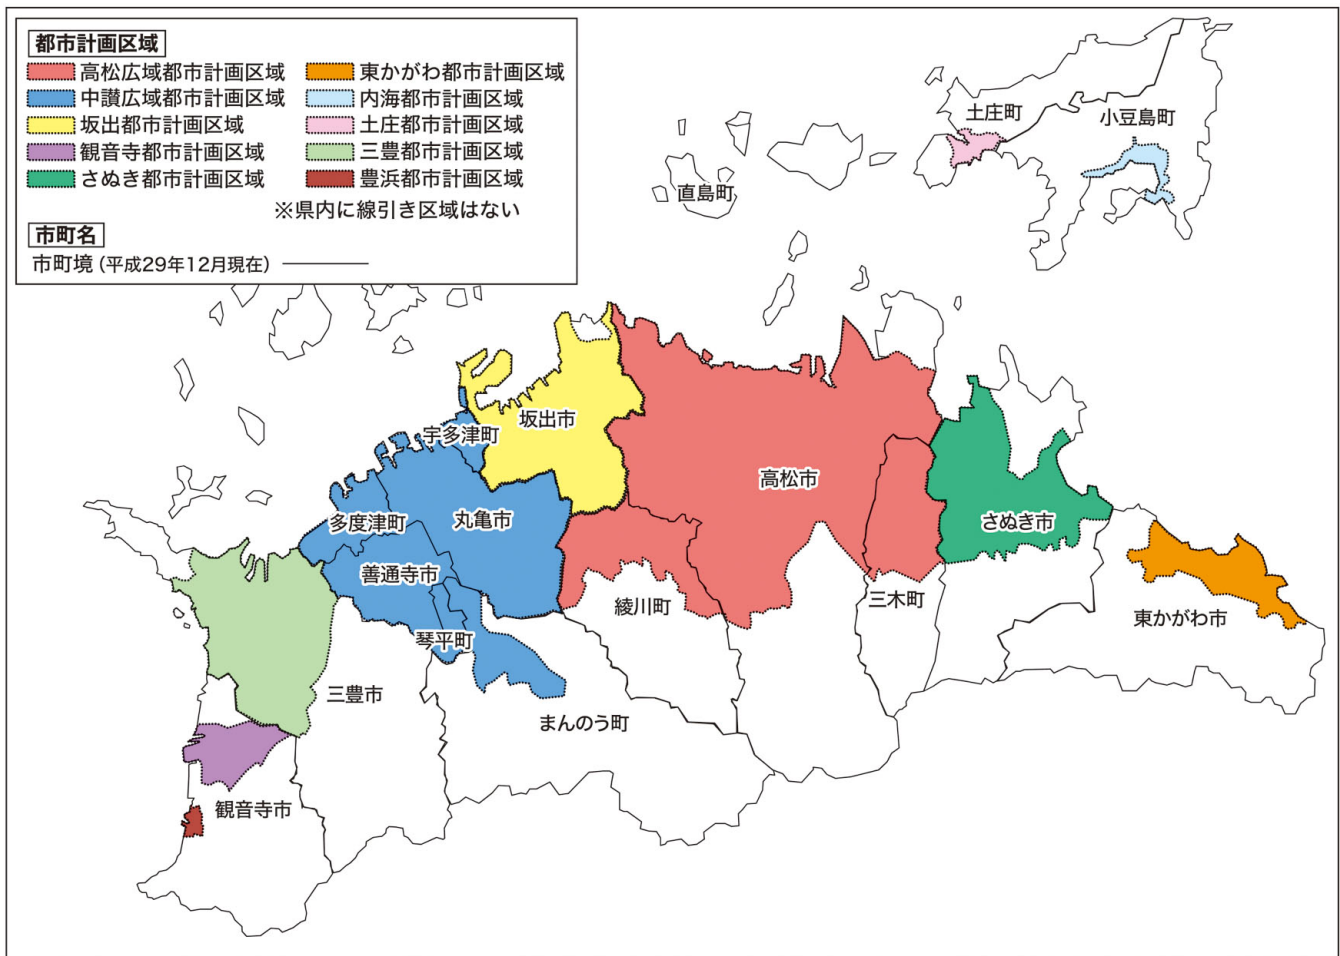 都市計画区域
高松広域都市計画区域
中讃広域都市計画区域
坂出都市計画区域
観音寺都市計画区域
さぬき都市計画区域
東かがわ都市計画区域
内海都市計画区域
土庄都市計画区域
三豊都市計画区域
豊浜都市計画区域
※県内に線引き区域はない
市町名
市町境(平成29年12月現在)
土庄町
小豆島町
直島町
坂出市
宇多津町
高松市
多度津町
丸亀市
さぬき市
善通寺市
綾川町
三木町
東かがわ市
琴平町
三豊市
まんのう町
観音寺市